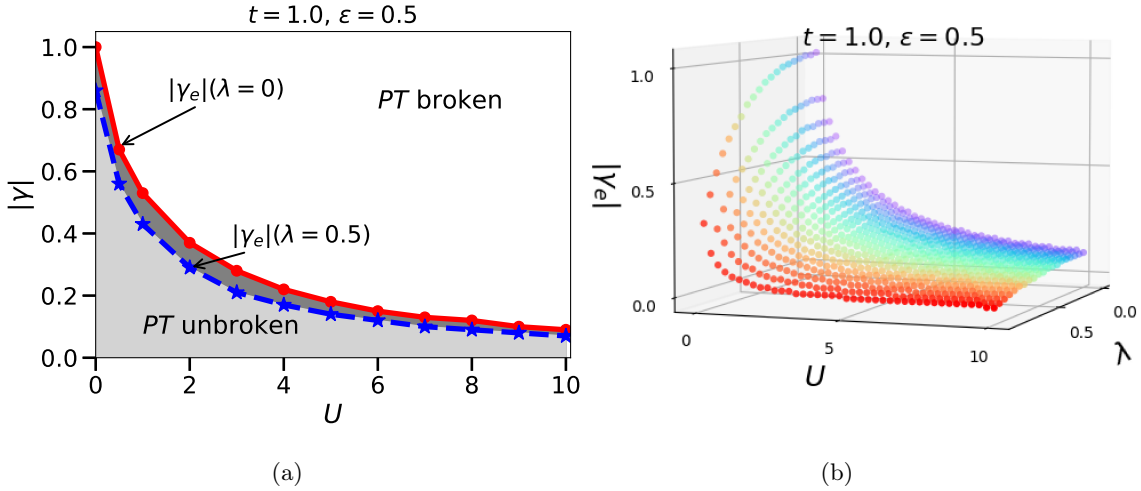 t = 1.0, ε = 0.5
1.0
0.8
0.6
0.4
0.2
0.0
|γ|
|γₑ|(λ = 0)
PT broken
|γₑ|(λ = 0.5)
PT unbroken
0 2 4 6 8 10
U
(a)
t = 1.0, ε = 0.5
1.0
0.5
0.0
|γₑ|
0 5 10
U
0.5 0.0
λ
(b)